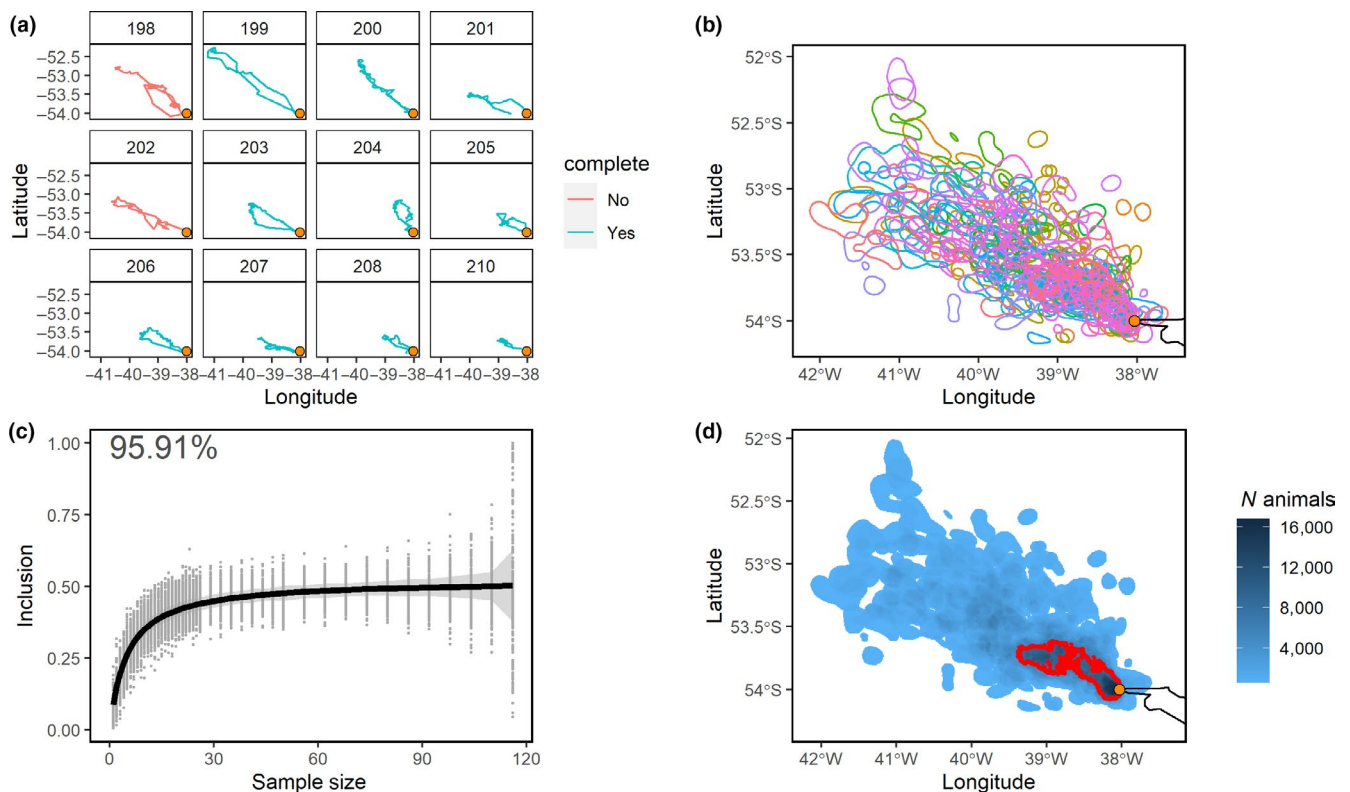 (a)
198 199 200 201
−52.5
−53.0
−53.5
−54.0
202 203 204 205
−52.5
−53.0
−53.5
−54.0
206 207 208 210
−52.5
−53.0
−53.5
−54.0
−41−40−39−38 −41−40−39−38 −41−40−39−38 −41−40−39−38
Longitude
Latitude
complete
No
Yes
(b)
52°S
52.5°S
53°S
53.5°S
54°S
42°W 41°W 40°W 39°W 38°W
Longitude
Latitude
(c)
95.91%
1.00
0.75
0.50
0.25
0.00
0 30 60 90 120
Sample size
Inclusion
(d)
52°S
52.5°S
53°S
53.5°S
54°S
42°W 41°W 40°W 39°W 38°W
Longitude
Latitude
N animals
16,000
12,000
8,000
4,000